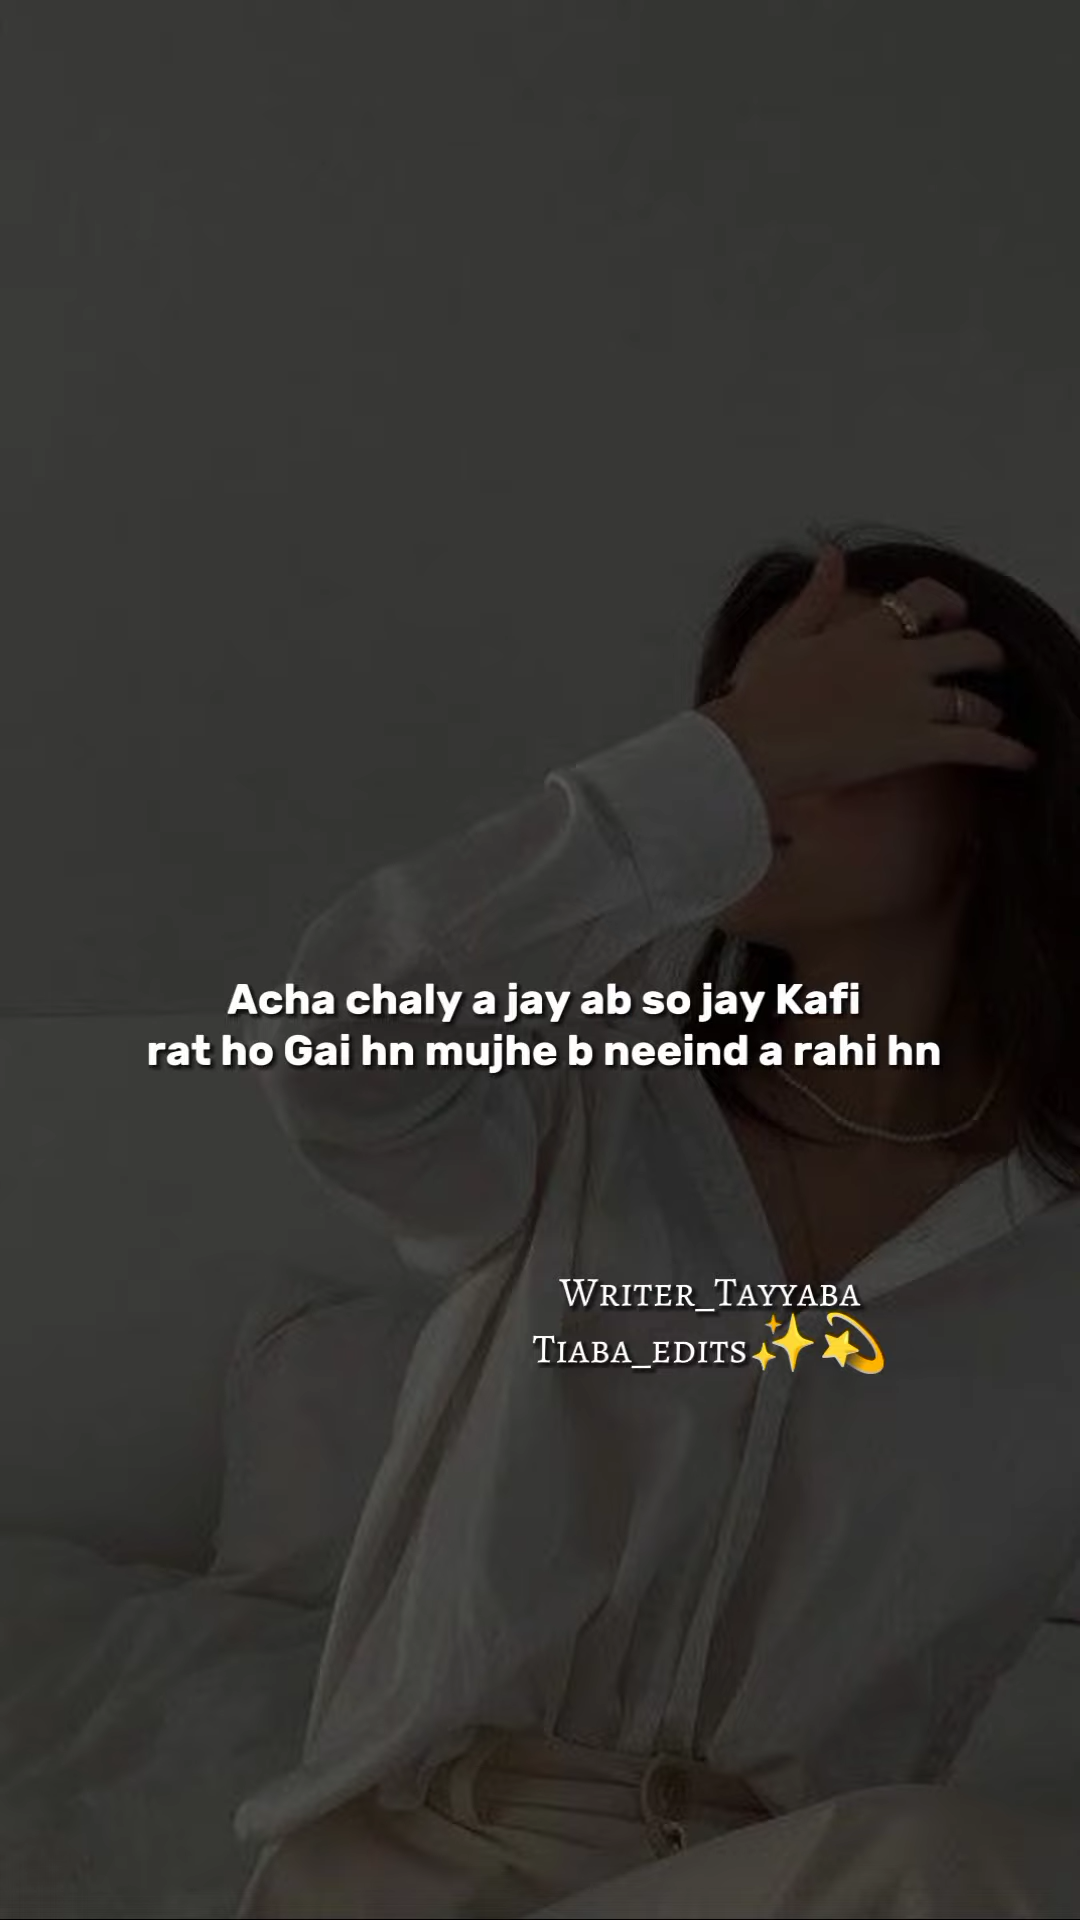 Acha chaly a jay ab so jay Kafi
rat ho Gai hn mujhe b neeind a rahi hn
Writer_Tayyaba
Tiaba_edits✨💫